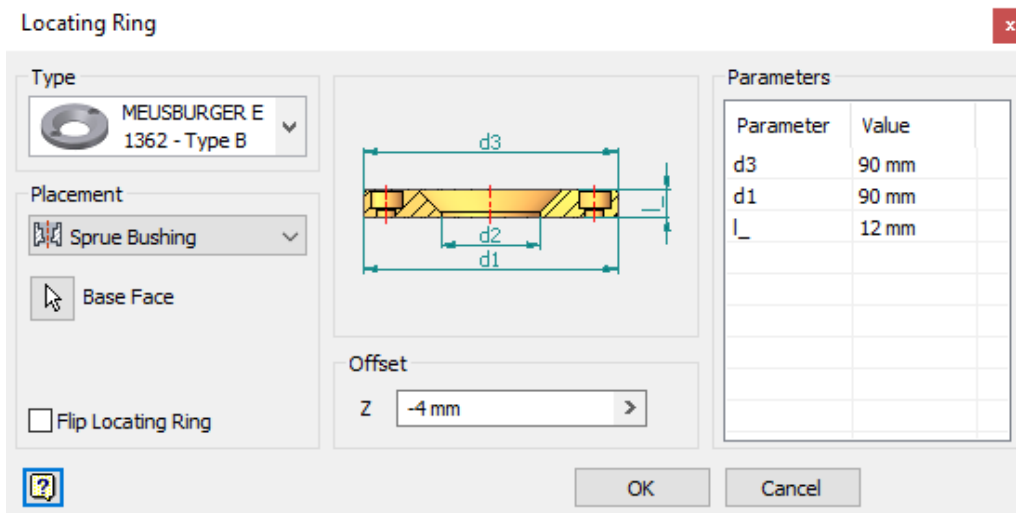 Locating Ring
x
Type
MEUSBURGER E
1362 - Type B
Placement
Sprue Bushing
Base Face
Flip Locating Ring
d3
l_
d2
d1
Offset
Z -4 mm >
Parameters
Parameter Value
d3 90 mm
d1 90 mm
l_ 12 mm
?
OK Cancel